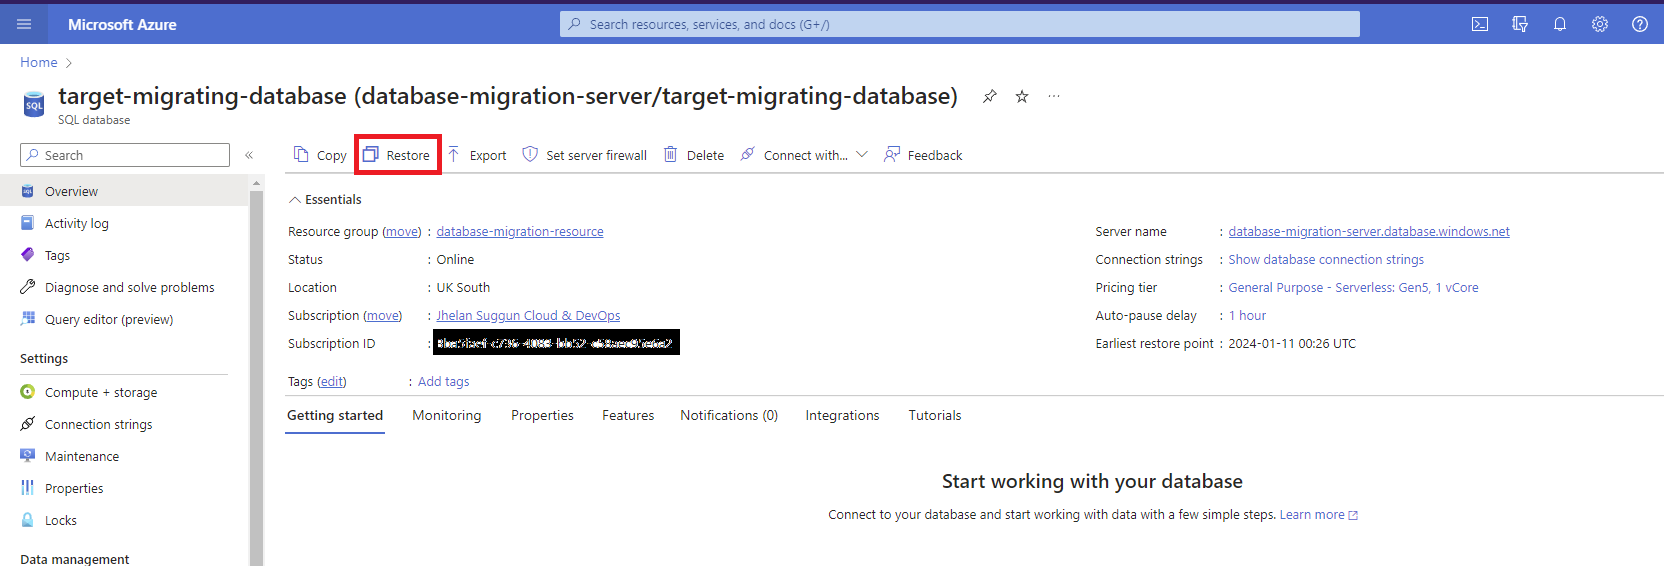 Microsoft Azure
Search resources, services, and docs (G+/)
Home
target-migrating-database (database-migration-server/target-migrating-database)
SQL
SQL database
Search
Copy
Restore
Export
Set server firewall
Delete
Connect with...
Feedback
Overview
Activity log
Tags
Diagnose and solve problems
Query editor (preview)
Settings
Compute + storage
Connection strings
Maintenance
Properties
Locks
Data management
Essentials
Resource group (move) : database-migration-resource
Status : Online
Location : UK South
Subscription (move) : Jhelan Suggun Cloud & DevOps
Subscription ID :
Tags (edit) : Add tags
Server name : database-migration-server.database.windows.net
Connection strings : Show database connection strings
Pricing tier : General Purpose - Serverless: Gen5, 1 vCore
Auto-pause delay : 1 hour
Earliest restore point : 2024-01-11 00:26 UTC
Getting started
Monitoring
Properties
Features
Notifications (0)
Integrations
Tutorials
Start working with your database
Connect to your database and start working with data with a few simple steps. Learn more